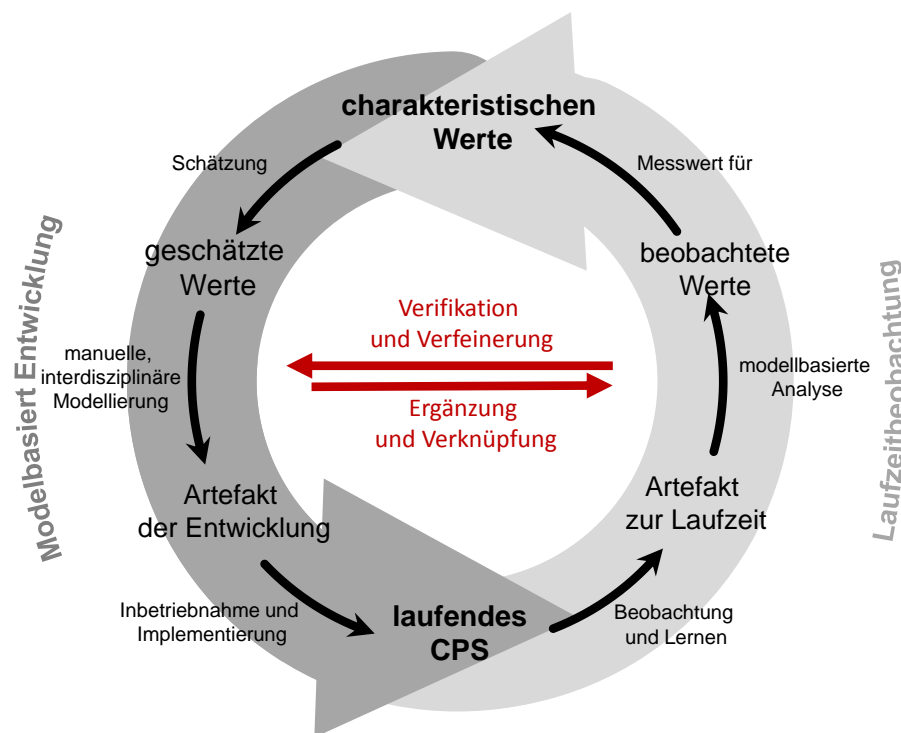 charakteristischen
Werte
Schätzung
Messwert für
geschätzte
Werte
beobachtete
Werte
Modelbasiert Entwicklung
Laufzeitbeobachtung
Verifikation
und Verfeinerung
manuelle,
interdisziplinäre
Modellierung
modellbasierte
Analyse
Ergänzung
und Verknüpfung
Artefakt
der Entwicklung
Artefakt
zur Laufzeit
Inbetriebnahme und
Implementierung
laufendes
CPS
Beobachtung
und Lernen